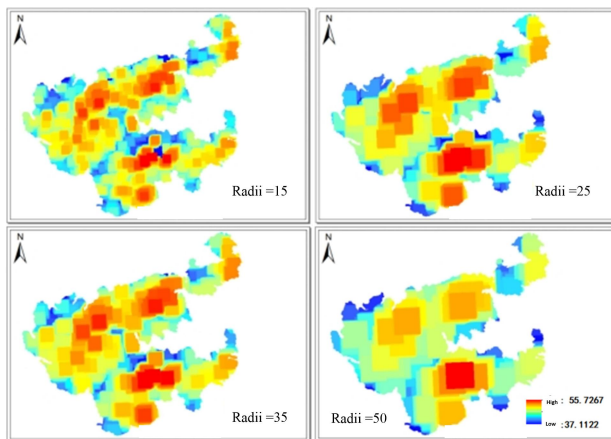 N
N
Radii =15
Radii =25
N
N
Radii =35
Radii =50
High : 55.7267
Low :37.1122